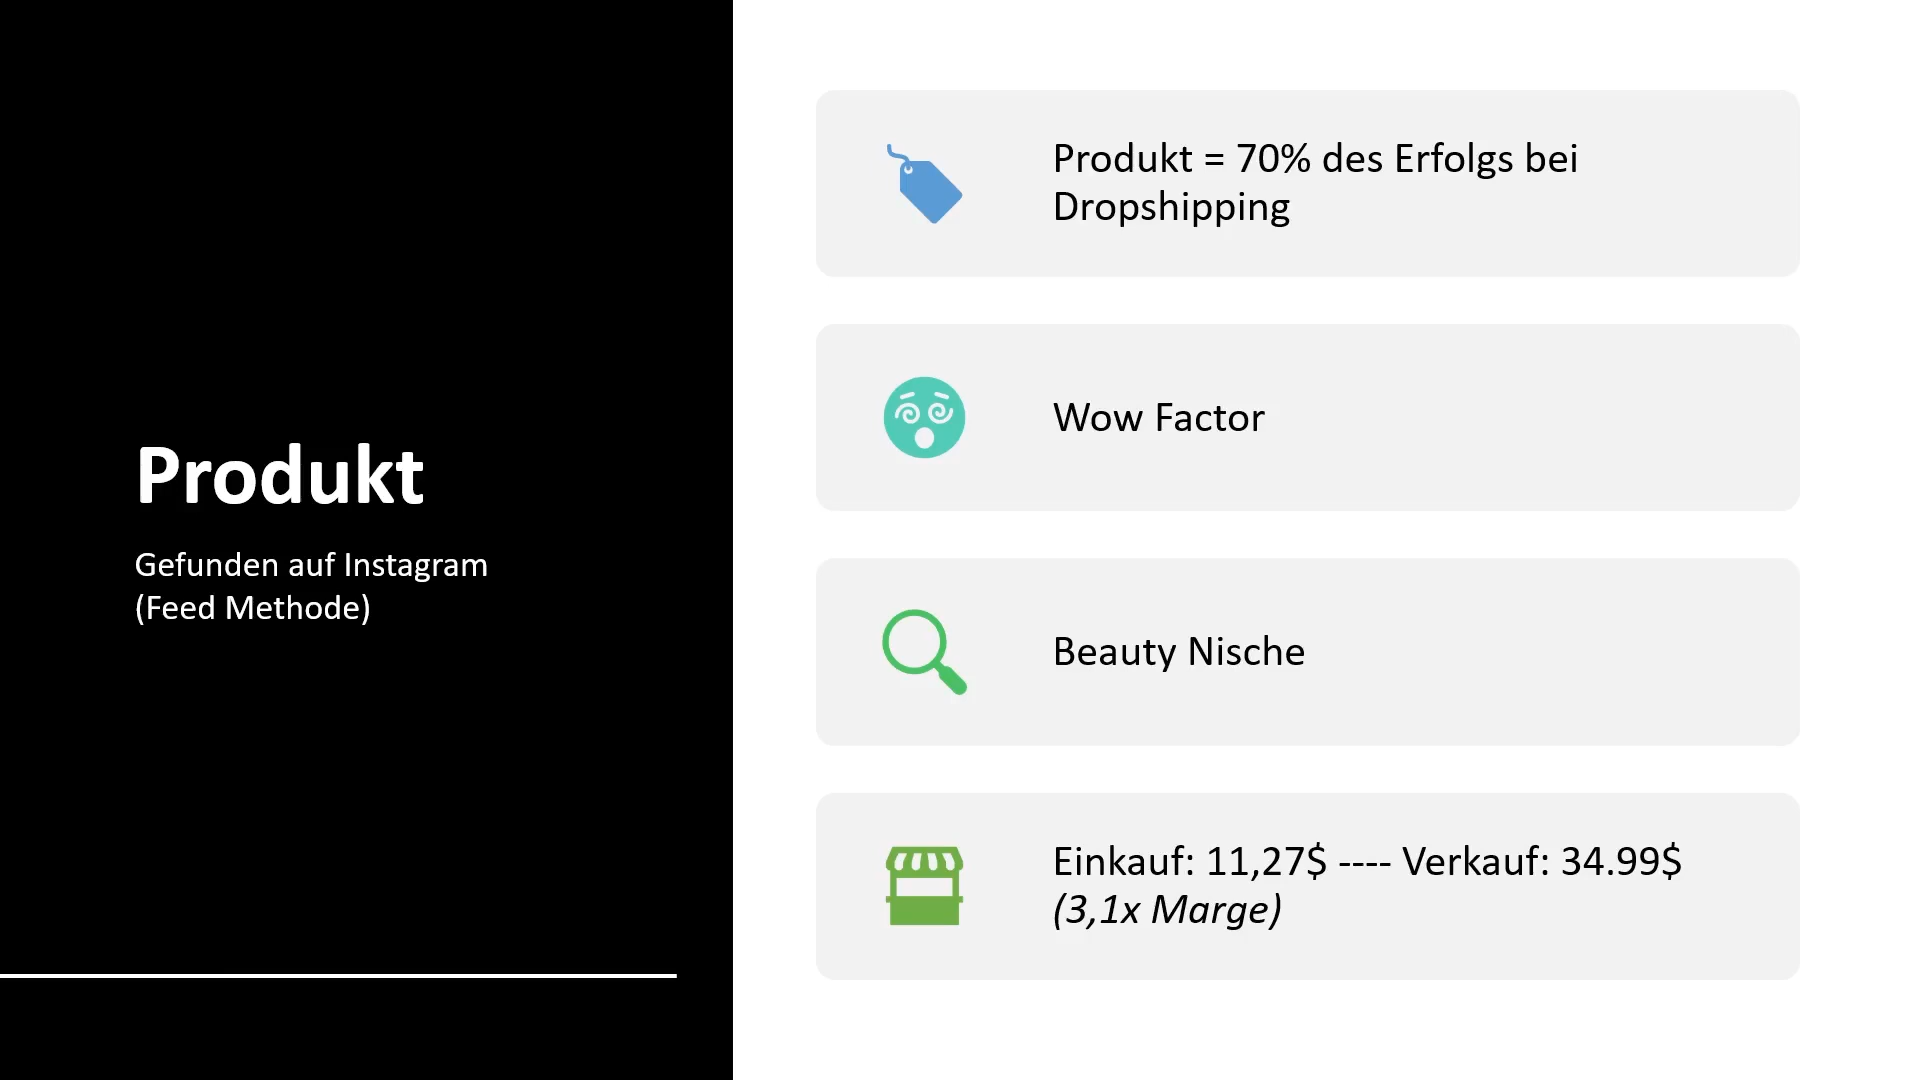 Produkt
Gefunden auf Instagram
(Feed Methode)
Produkt = 70% des Erfolgs bei
Dropshipping
Wow Factor
Beauty Nische
Einkauf: 11,27$ ---- Verkauf: 34.99$
(3,1x Marge)